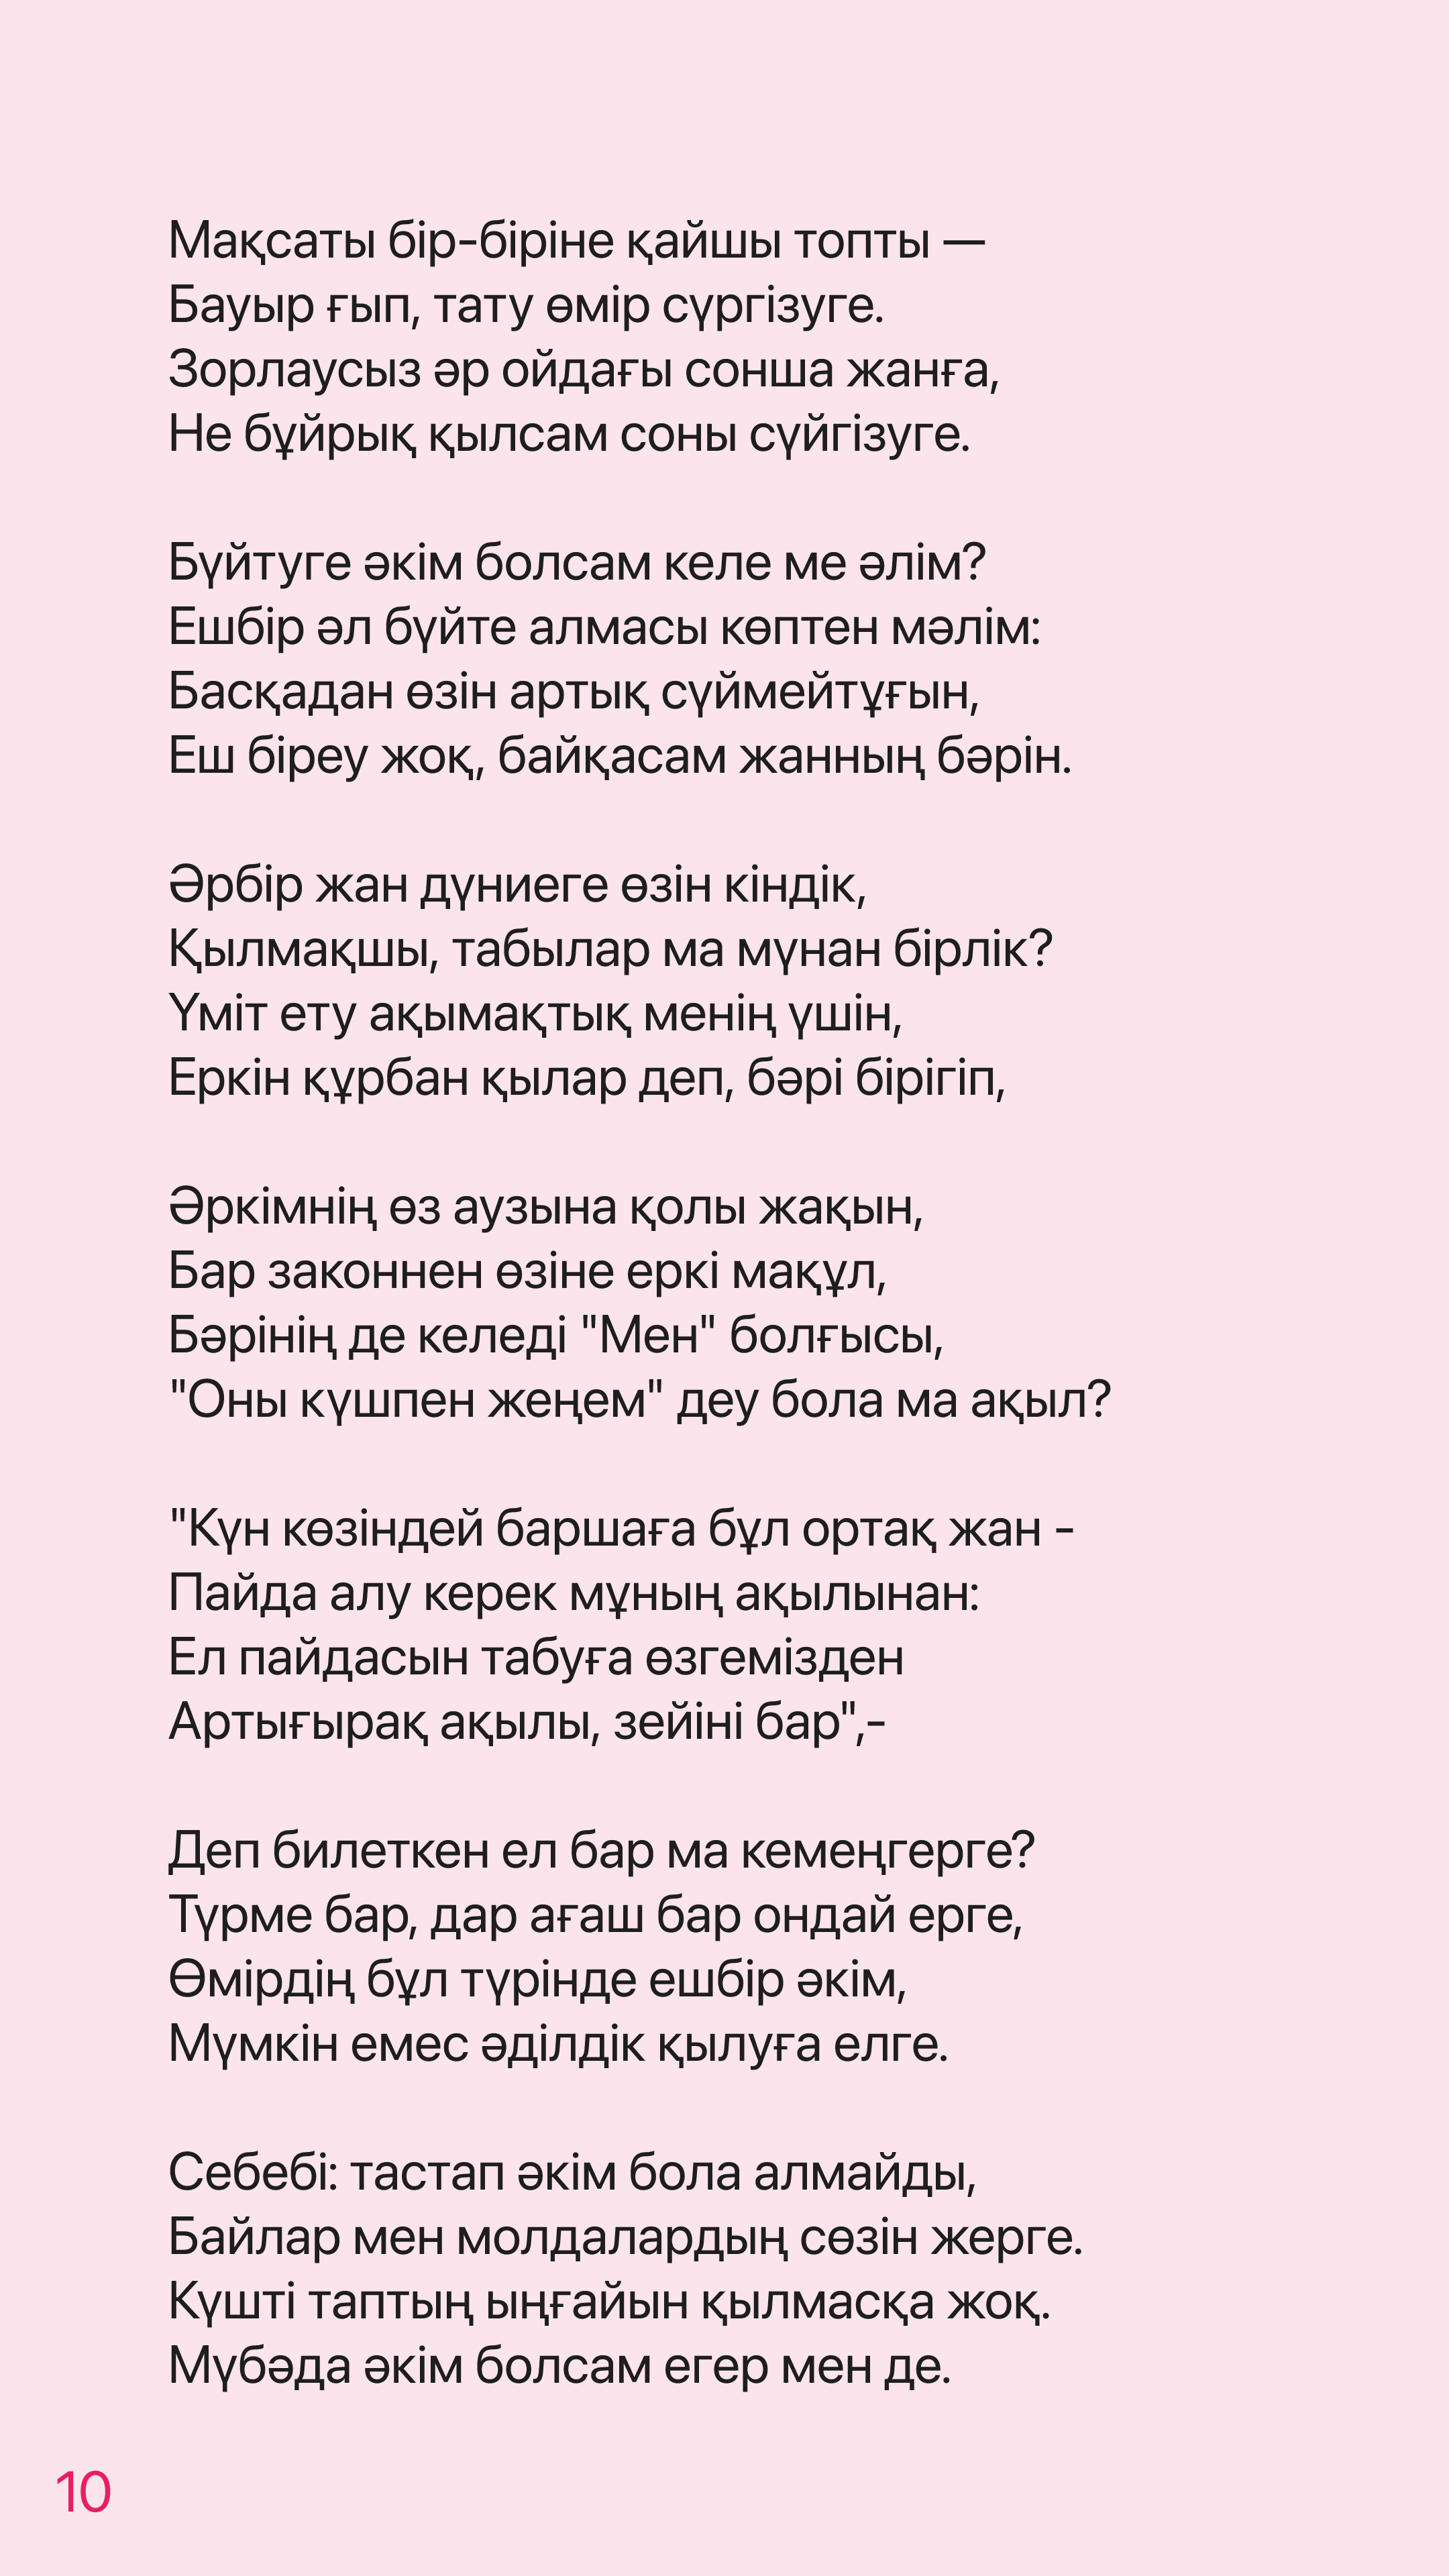 Мақсаты бір-біріне қайшы топты —
Бауыр ғып, тату өмір сүргізуге.
Зорлаусыз әр ойдағы сонша жанға,
Не бұйрық қылсам соны сүйгізуге.

Бүйтуге әкім болсам келе ме әлім?
Ешбір әл бүйте алмасы көптен мәлім:
Басқадан өзін артық сүймейтұғын,
Еш біреу жоқ, байқасам жанның бәрін.

Әрбір жан дүниеге өзін кіндік,
Қылмақшы, табылар ма мүнан бірлік?
Үміт ету ақымақтық менің үшін,
Еркін құрбан қылар деп, бәрі бірігіп,

Әркімнің өз аузына қолы жақын,
Бар законнен өзіне еркі мақұл,
Бәрінің де келеді "Мен" болғысы,
"Оны күшпен жеңем" деу бола ма ақыл?

"Күн көзіндей баршаға бұл ортақ жан -
Пайда алу керек мұның ақылынан:
Ел пайдасын табуға өзгемізден
Артығырақ ақылы, зейіні бар",-

Деп билеткен ел бар ма кемеңгерге?
Түрме бар, дар ағаш бар ондай ерге,
Өмірдің бұл түрінде ешбір әкім,
Мүмкін емес әділдік қылуға елге.

Себебі: тастап әкім бола алмайды,
Байлар мен молдалардың сөзін жерге.
Күшті таптың ыңғайын қылмасқа жоқ.
Мүбәда әкім болсам егер мен де.

10